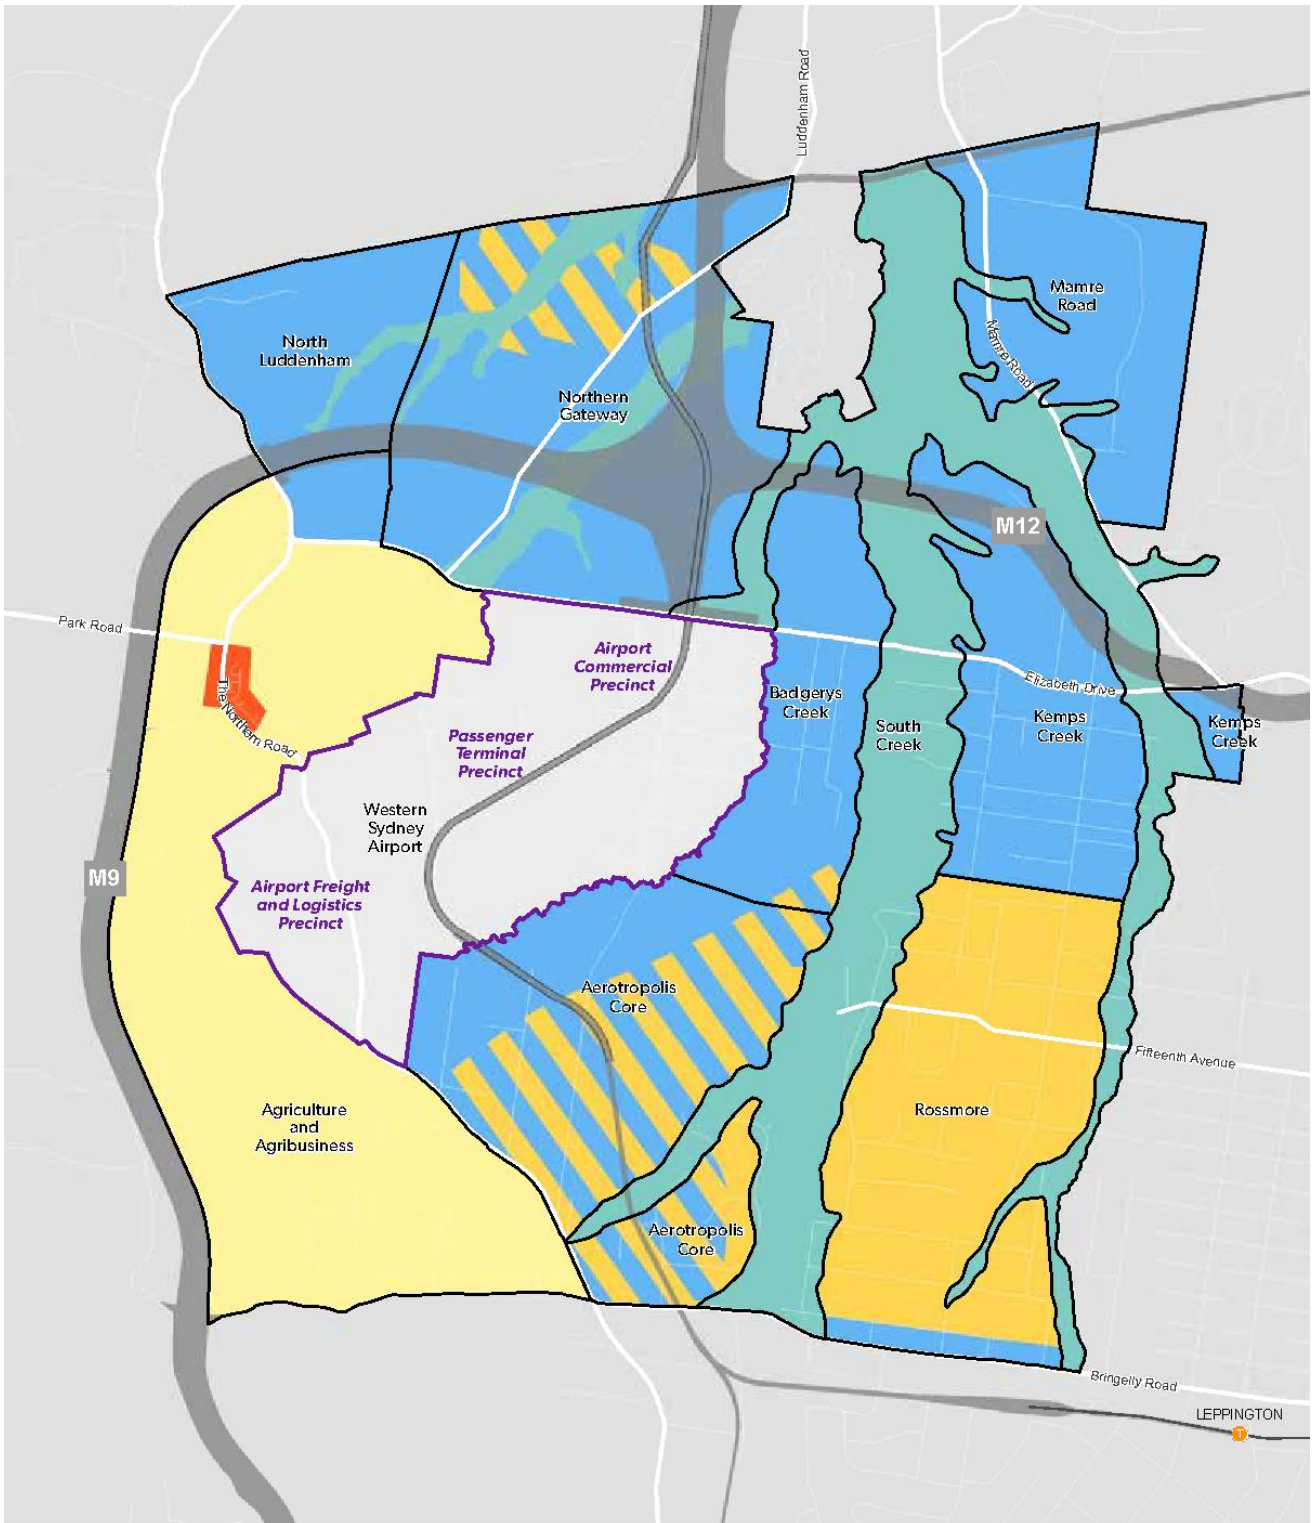 Luddenham Road
Mamre
Road
North
Luddenham
Mamre Road
Northern
Gateway
M12
Park Road
Airport
Commercial
Precinct
Elizabeth Drive
Badgerys
Creek
The Northern Road
Kemps
Creek
South
Creek
Kemps
Creek
Passenger
Terminal
Precinct
Western
Sydney
Airport
M9
Airport Freight
and Logistics
Precinct
Aerotropolis
Core
Fifteenth Avenue
Agriculture
and
Agribusiness
Rossmore
Aerotropolis
Core
Bringelly Road
LEPPINGTON
T